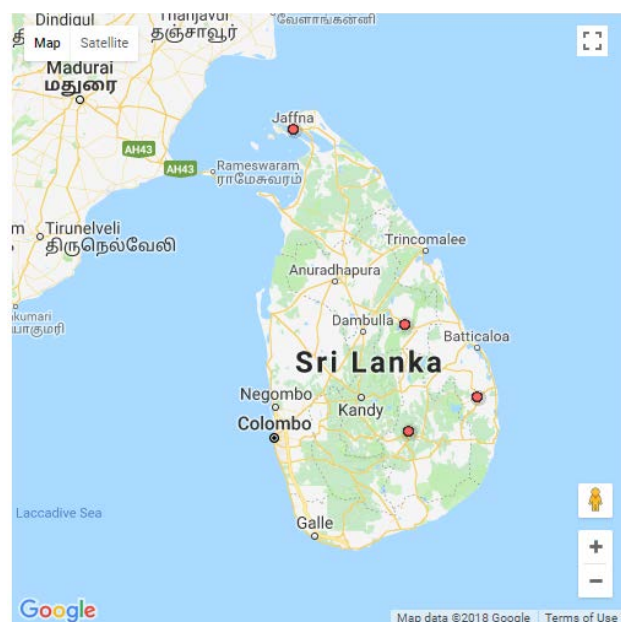 Dindigul
Thanjavur
தஞ்சாவூர்
வேளாங்கண்ணி
Map Satellite
Madurai
மதுரை
Jaffna
AH43
AH43
Rameswaram
ராமேசுவரம்
Tirunelveli
திருநெல்வேலி
Trincomalee
Anuradhapura
Dambulla
Batticaloa
Sri Lanka
Negombo
Kandy
Colombo
Laccadive Sea
Galle
Google
Map data ©2018 Google Terms of Use